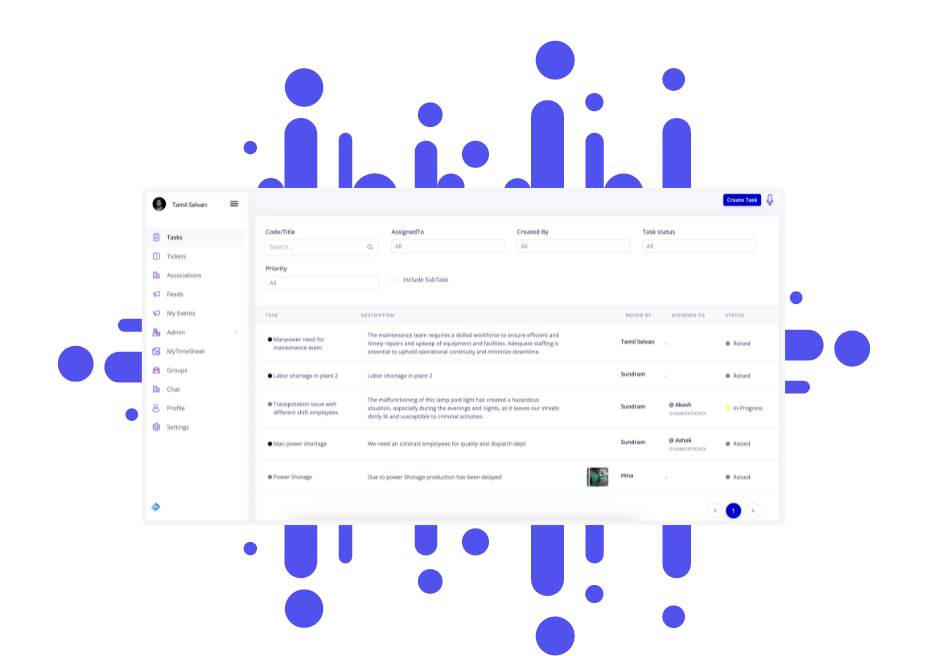 Tamil Selvan
Create Task
Tasks
Tickets
Associations
Feeds
My Events
Admin
MyTimeSheet
Groups
Chat
Profile
Settings
Code/Title
AssignedTo
Created By
Task status
Search...
All
All
All
Priority
All
Include SubTask
TASK
DESCRIPTION
RAISED BY
ASSIGNED TO
STATUS
Manpower need for
maintenance team.
The maintenance team requires a skilled workforce to ensure efficient and
timely repairs and upkeep of equipment and facilities. Adequate staffing is
essential to uphold operational continuity and minimize downtime.
Tamil Selvan
-
Raised
Labor shortage in plant 2
Labor shortage in plant 2
Sundram
-
Raised
Transpotation issue with
different shift employees.
The malfunctioning of this lamp post light has created a hazardous
situation, especially during the evenings and nights, as it leaves our streets
dimly lit and susceptible to criminal activities.
Sundram
@ Akash
GUMMIDIPOONDI
In-Progress
Man power shortage
We need an contract employees for quality and dispatch dept
Sundram
@ Ashok
GUMMIDIPOONDI
Raised
Power Shotage
Due to power Shotage production has been delayed
Hina
-
Raised
1